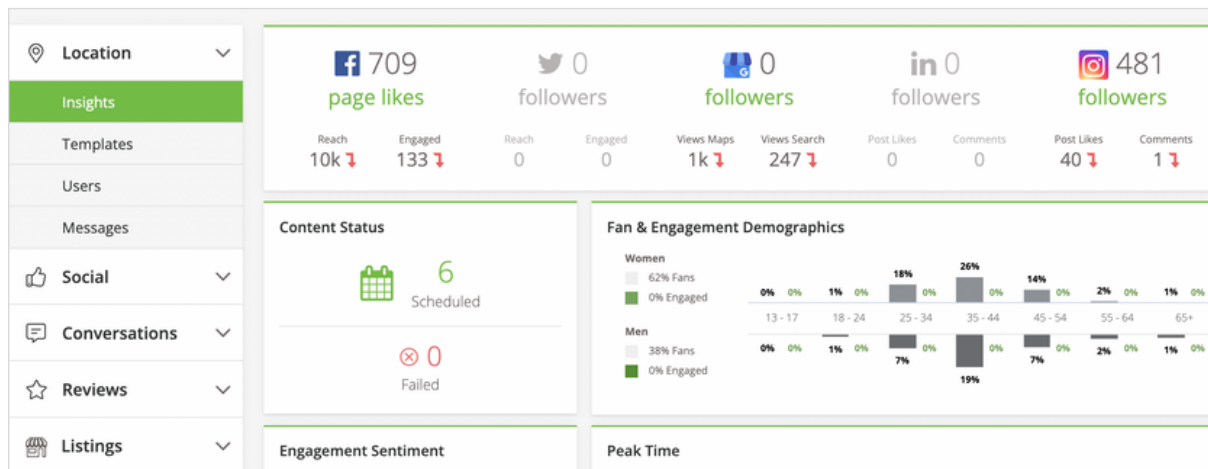 Location
Insights
Templates
Users
Messages
Social
Conversations
Reviews
Listings
709
page likes
Reach Engaged
10k 133
0
followers
Reach Engaged
0 0
0
followers
Views Maps Views Search
1k 247
in 0
followers
Post Likes Comments
0 0
481
followers
Post Likes Comments
40 1
Content Status
6
Scheduled
0
Failed
Fan & Engagement Demographics
Women
62% Fans
0% Engaged
0% 0% 1% 0% 18% 0% 26% 0% 14% 0% 2% 0% 1% 0%
13 - 17 18 - 24 25 - 34 35 - 44 45 - 54 55 - 64 65+
Men
38% Fans
0% Engaged
0% 0% 1% 0% 7% 0% 19% 0% 7% 0% 2% 0% 1% 0%
Engagement Sentiment
Peak Time